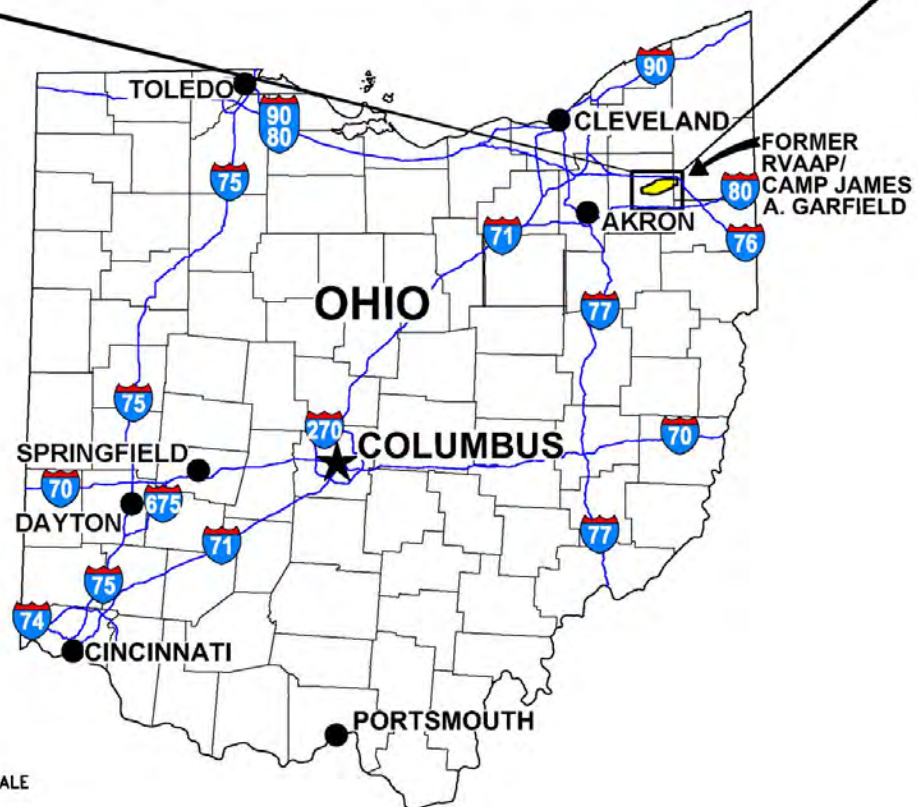 90
TOLEDO
90
80
CLEVELAND
FORMER
RVAAP/
CAMP JAMES
A. GARFIELD
80
75
AKRON
71
76
OHIO
77
75
270
COLUMBUS
70
SPRINGFIELD
70
675
DAYTON
71
77
75
74
CINCINNATI
PORTSMOUTH
ALE